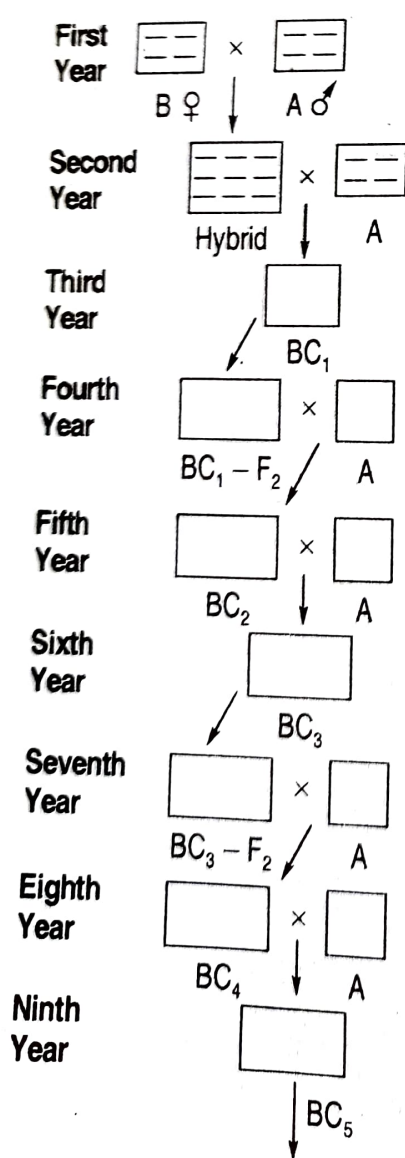 First
Year
×
B ♀ A ♂
Second
Year
×
Hybrid A
Third
Year
BC₁
Fourth
Year
×
BC₁ – F₂ A
Fifth
Year
×
BC₂ A
Sixth
Year
BC₃
Seventh
Year
×
BC₃ – F₂ A
Eighth
Year
×
BC₄ A
Ninth
Year
BC₅